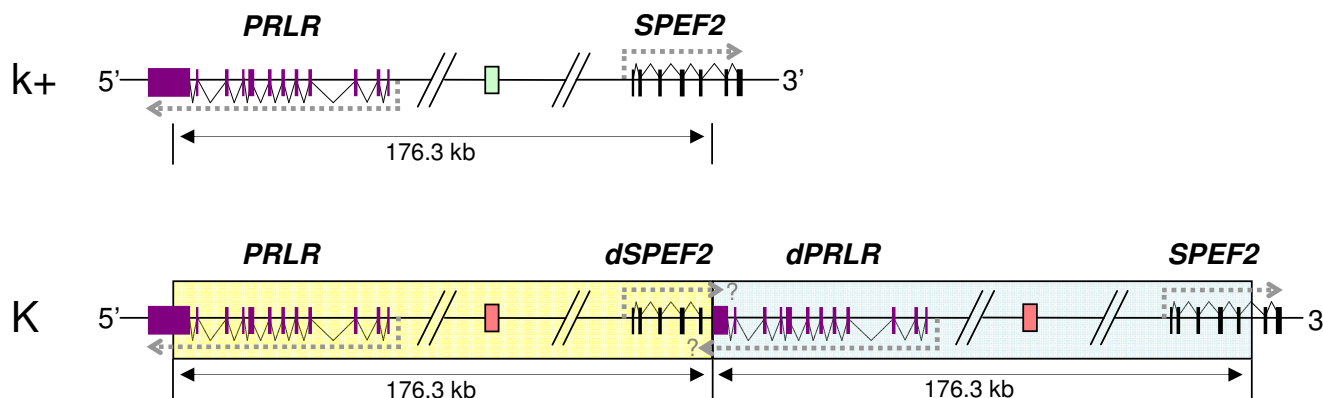 PRLR SPEF2
k+ 5’ 3’
176.3 kb
PRLR dSPEF2 dPRLR SPEF2
?
K 5’ 3
?
176.3 kb 176.3 kb